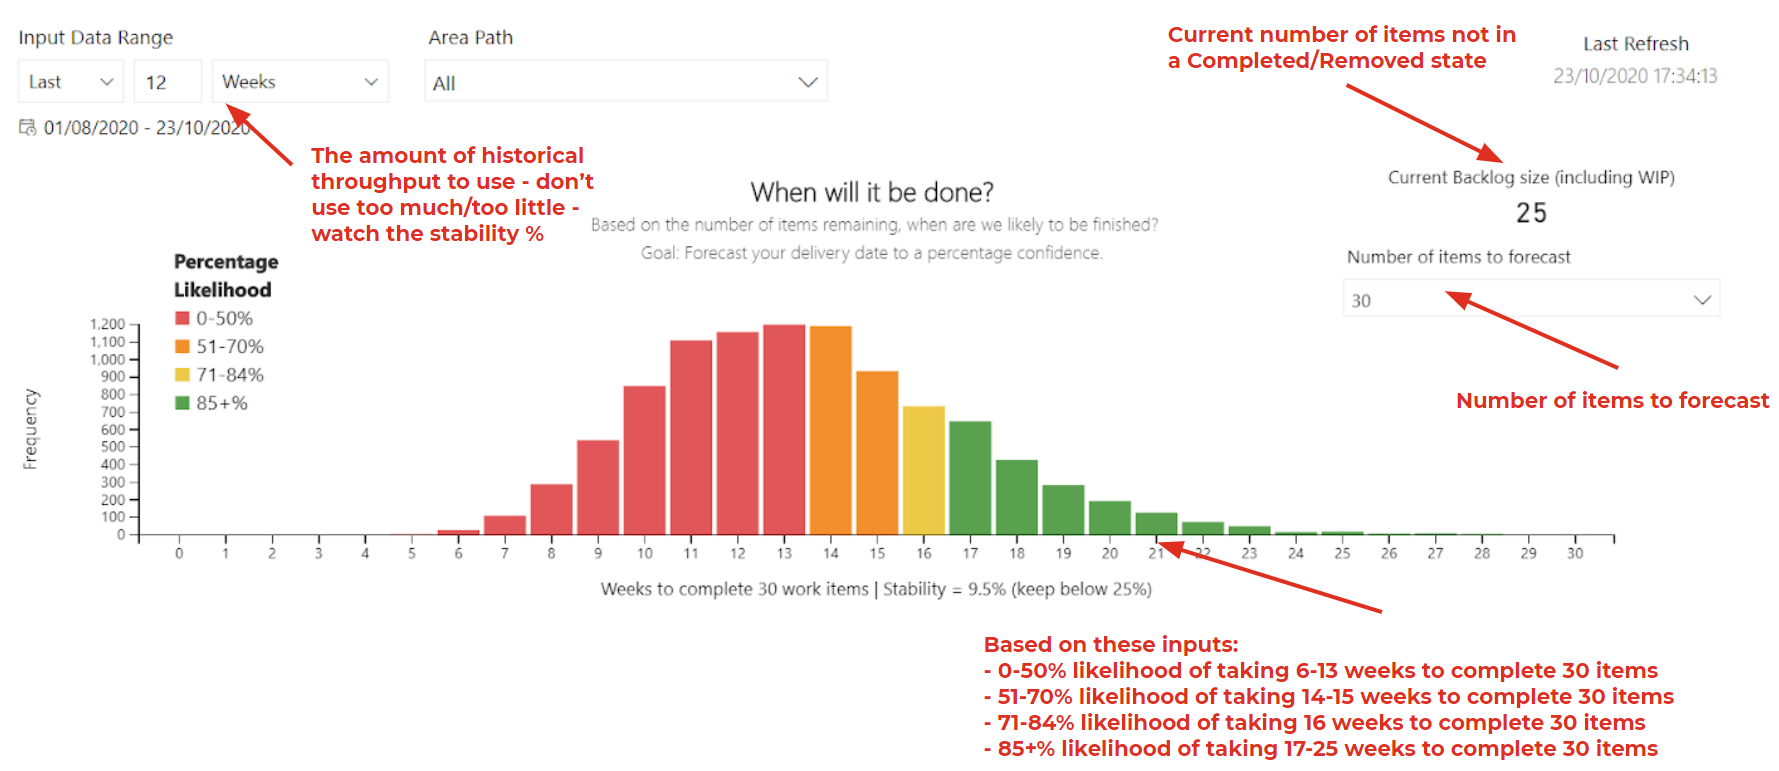 Input Data Range
Last
12
Weeks
01/08/2020 - 23/10/2020
Area Path
All
Current number of items not in
a Completed/Removed state
Last Refresh
23/10/2020 17:34:13
The amount of historical
throughput to use - don’t
use too much/too little -
watch the stability %
When will it be done?
Based on the number of items remaining, when are we likely to be finished?
Goal: Forecast your delivery date to a percentage confidence.
Current Backlog size (including WIP)
25
Number of items to forecast
30
Number of items to forecast
Percentage
Likelihood
0-50%
51-70%
71-84%
85+%
Frequency
1,200
1,100
1,000
900
800
700
600
500
400
300
200
100
0
0 1 2 3 4 5 6 7 8 9 10 11 12 13 14 15 16 17 18 19 20 21 22 23 24 25 26 27 28 29 30
Weeks to complete 30 work items | Stability = 9.5% (keep below 25%)
Based on these inputs:
- 0-50% likelihood of taking 6-13 weeks to complete 30 items
- 51-70% likelihood of taking 14-15 weeks to complete 30 items
- 71-84% likelihood of taking 16 weeks to complete 30 items
- 85+% likelihood of taking 17-25 weeks to complete 30 items